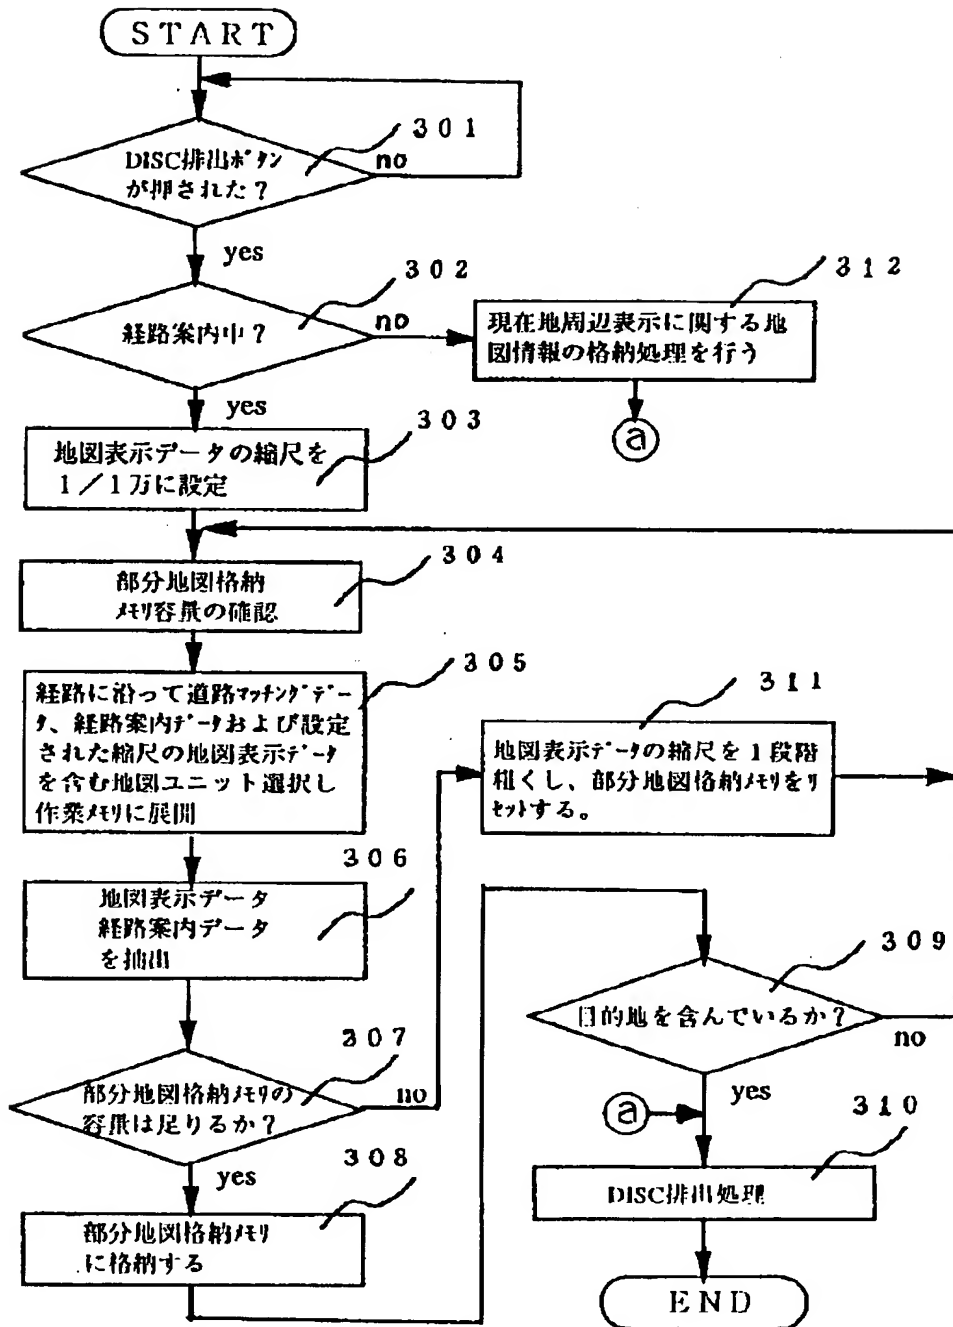 START
301
DISC排出ボタン
が押された？
no
yes
302
経路案内中？
no
312
現在地周辺表示に関する地
図情報の格納処理を行う
ⓐ
yes
303
地図表示データの縮尺を
1／1万に設定
304
部分地図格納
メモリ容量の確認
305
経路に沿って道路マッチングデー
タ、経路案内データおよび設定
された縮尺の地図表示データ
を含む地図ユニット選択し
作業メモリに展開
311
地図表示データの縮尺を1段階
粗くし、部分地図格納メモリをリ
セットする。
306
地図表示データ
経路案内データ
を抽出
307
部分地図格納メモリの
容量は足りるか？
no
yes
308
部分地図格納メモリ
に格納する
309
目的地を含んでいるか？
no
yes
ⓐ
310
DISC排出処理
END